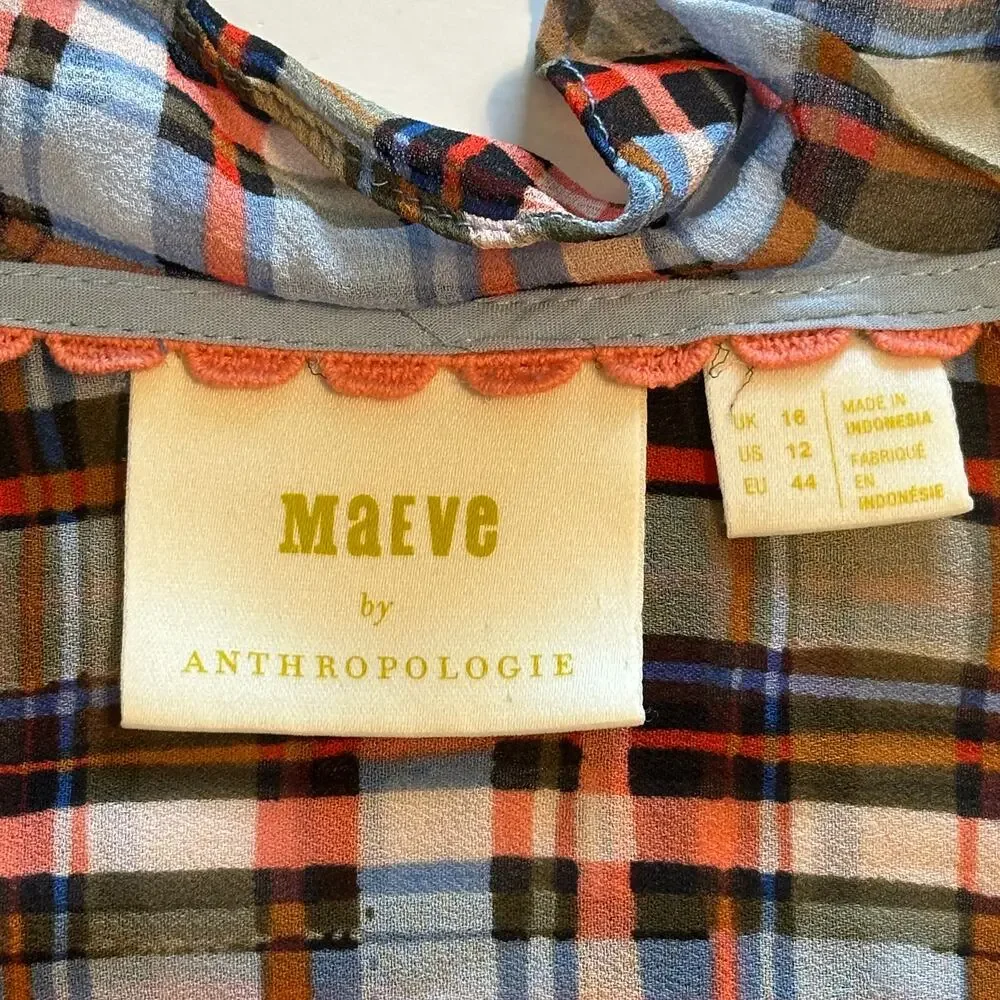 MaEVe
by
ANTHROPOLOGIE
UK 16
US 12
EU 44
MADE IN
INDONESIA
FABRIQUÉ
EN
INDONÉSIE